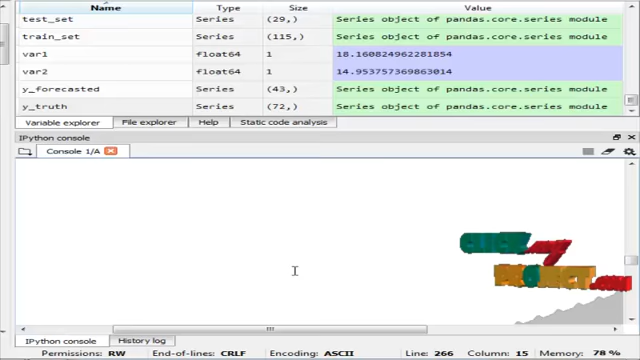 Name Type Size Value
test_set Series (29,) Series object of pandas.core.series module
train_set Series (115,) Series object of pandas.core.series module
var1 float64 1 18.160824962281854
var2 float64 1 14.953757369863014
y_forecasted Series (43,) Series object of pandas.core.series module
y_truth Series (72,) Series object of pandas.core.series module
Variable explorer File explorer Help Static code analysis
IPython console
Console 1/A
CLICK MY
PROJECT.COM
IPython console History log
Permissions: RW End-of-lines: CRLF Encoding: ASCII Line: 266 Column: 15 Memory: 78 %